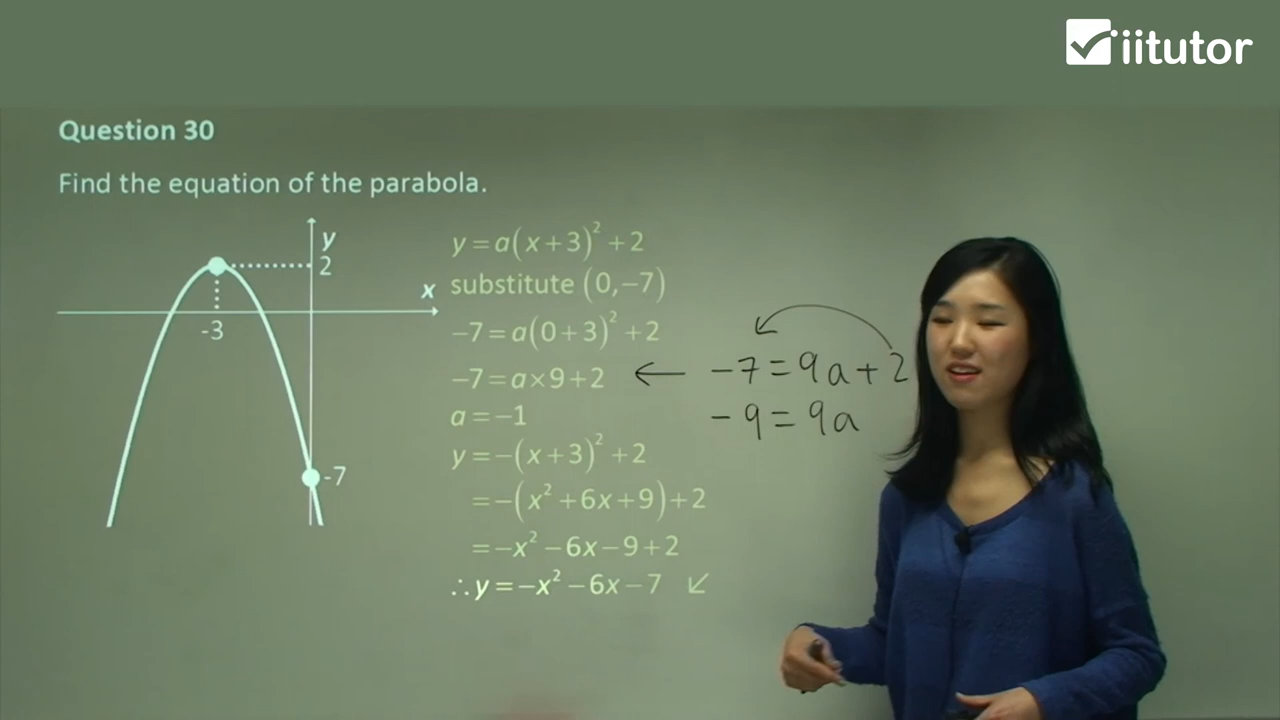 iitutor
Question 30
Find the equation of the parabola.
y
2
x
-3
-7
y=a(x+3)²+2
substitute (0,−7)
−7=a(0+3)²+2
−7=a×9+2
a=−1
y=−(x+3)²+2
=−(x²+6x+9)+2
=−x²−6x−9+2
∴y=−x²−6x−7 ↙
← −7=9a+2
−9=9a